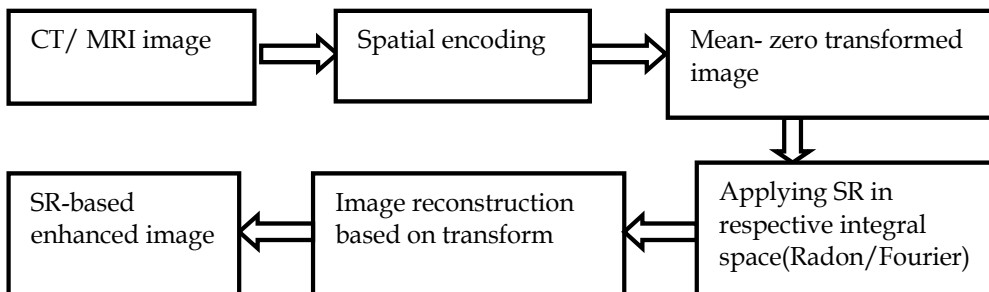 CT/ MRI image
Spatial encoding
Mean- zero transformed
image
Applying SR in
respective integral
space(Radon/Fourier)
Image reconstruction
based on transform
SR-based
enhanced image